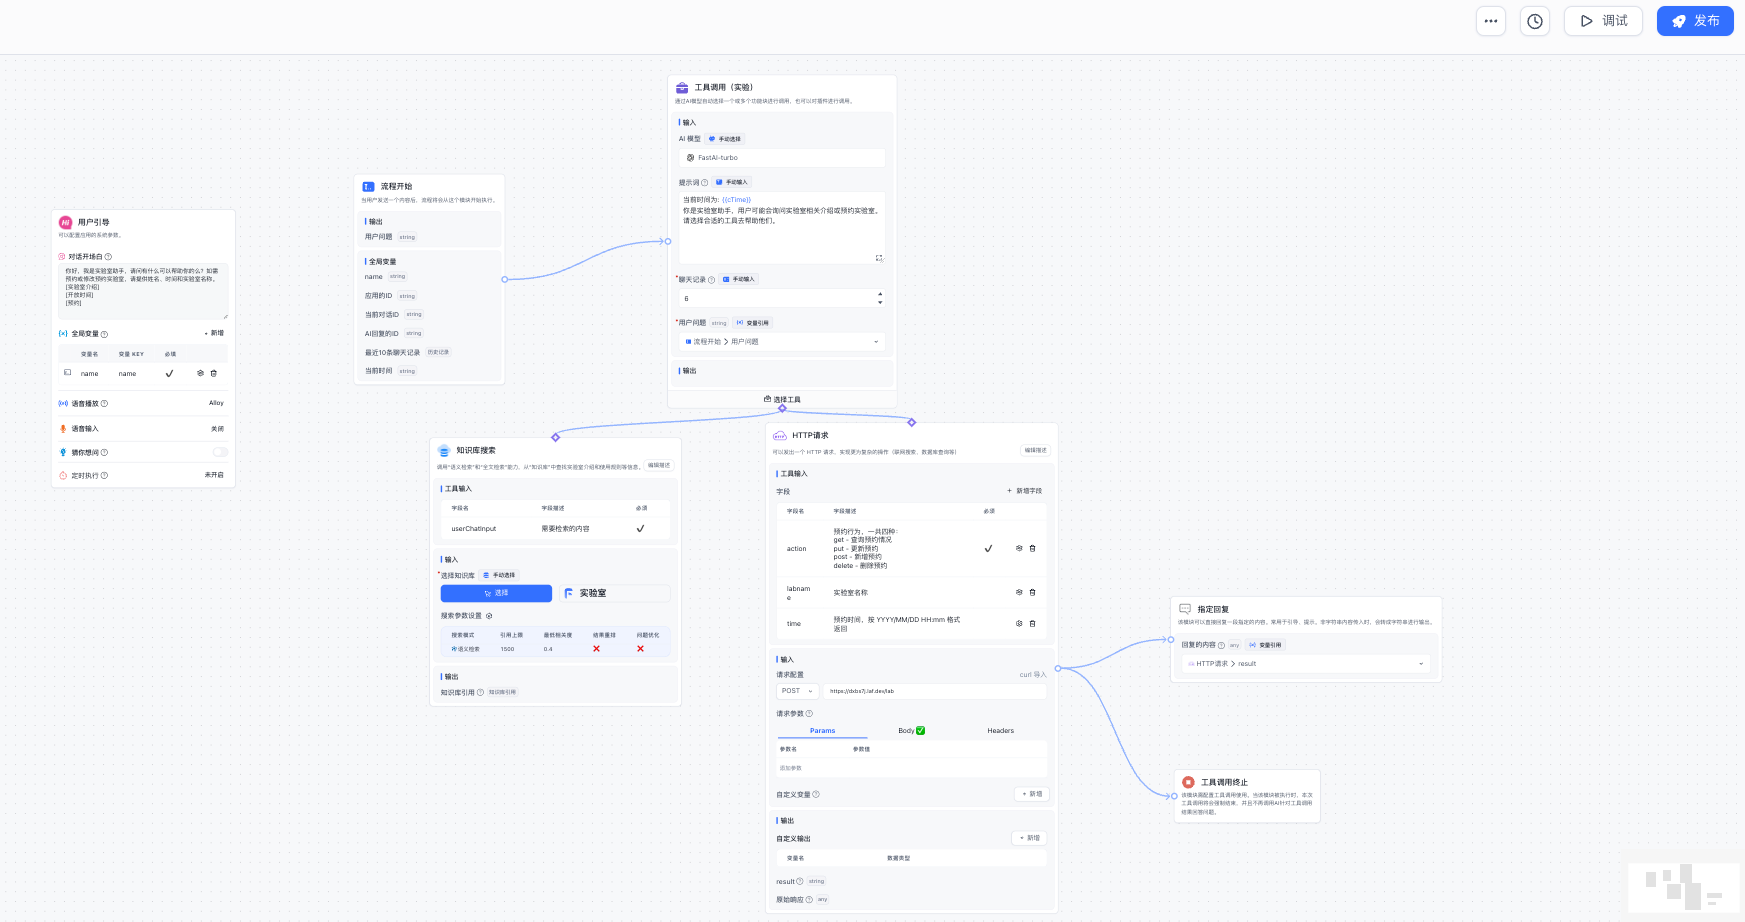 调试
发布
用户引导
可以配置应用的系统参数。
对话开场白
你好，我是实验室助手，请问有什么可以帮助你的么？如需
预约或修改预约实验室，请提供姓名、时间和实验室名称。
[实验室介绍]
[开放时间]
[预约]
全局变量
+ 新增
变量名 变量 KEY 必填
name name
语音播放 Alloy
语音输入 关闭
猜你想问
定时执行 未开启
流程开始
当用户发送一个内容后，流程将会从这个模块开始执行。
输出
用户问题 string
全局变量
name string
应用的ID string
当前对话ID string
AI回复的ID string
最近10条聊天记录 历史记录
当前时间 string
工具调用（实验）
通过AI模型自动选择一个或多个功能块进行调用，也可以对插件进行调用。
输入
AI 模型 手动选择
FastAI-turbo
提示词 手动输入
当前时间为: {{cTime}}
你是实验室助手，用户可能会询问实验室相关介绍或预约实验室。
请选择合适的工具去帮助他们。
*聊天记录 手动输入
6
*用户问题 string 变量引用
流程开始 > 用户问题
输出
选择工具
知识库搜索
调用“语义检索”和“全文检索”能力，从“知识库”中查找实验室介绍和使用规则等信息。
编辑描述
工具输入
字段名 字段描述 必须
userChatInput 需要检索的内容
输入
*选择知识库 手动选择
选择
实验室
搜索参数设置
搜索模式 引用上限 最低相关度 结果重排 问题优化
语义检索 1500 0.4
输出
知识库引用 知识库引用
HTTP请求
可以发出一个 HTTP 请求，实现更为复杂的操作（联网搜索、数据库查询等）
编辑描述
工具输入
字段
+ 新增字段
字段名 字段描述 必须
action
预约行为，一共四种：
get - 查询预约情况
put - 更新预约
post - 新增预约
delete - 删除预约
labnam
e
实验室名称
time
预约时间，按 YYYY/MM/DD HH:mm 格式
返回
输入
请求配置 curl 导入
POST https://dxbs7j.laf.dev/lab
请求参数
Params Body Headers
参数名 参数值
添加参数
自定义变量 + 新增
输出
自定义输出 + 新增
变量名 数据类型
result string
原始响应 any
指定回复
该模块可以直接回复一段指定的内容。常用于引导、提示。非字符串内容传入时，会转成字符串进行输出。
回复的内容 any 变量引用
HTTP请求 > result
工具调用终止
该模块需配置工具调用使用。当该模块被执行时，本次
工具调用将会强制结束，并且不再调用AI针对工具调用
结果回答问题。